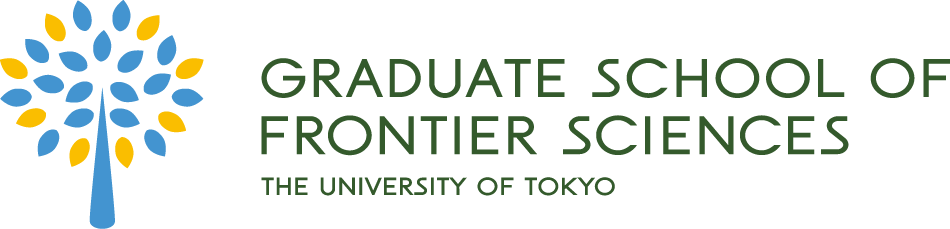 GRADUATE SCHOOL OF
FRONTIER SCIENCES
THE UNIVERSITY OF TOKYO